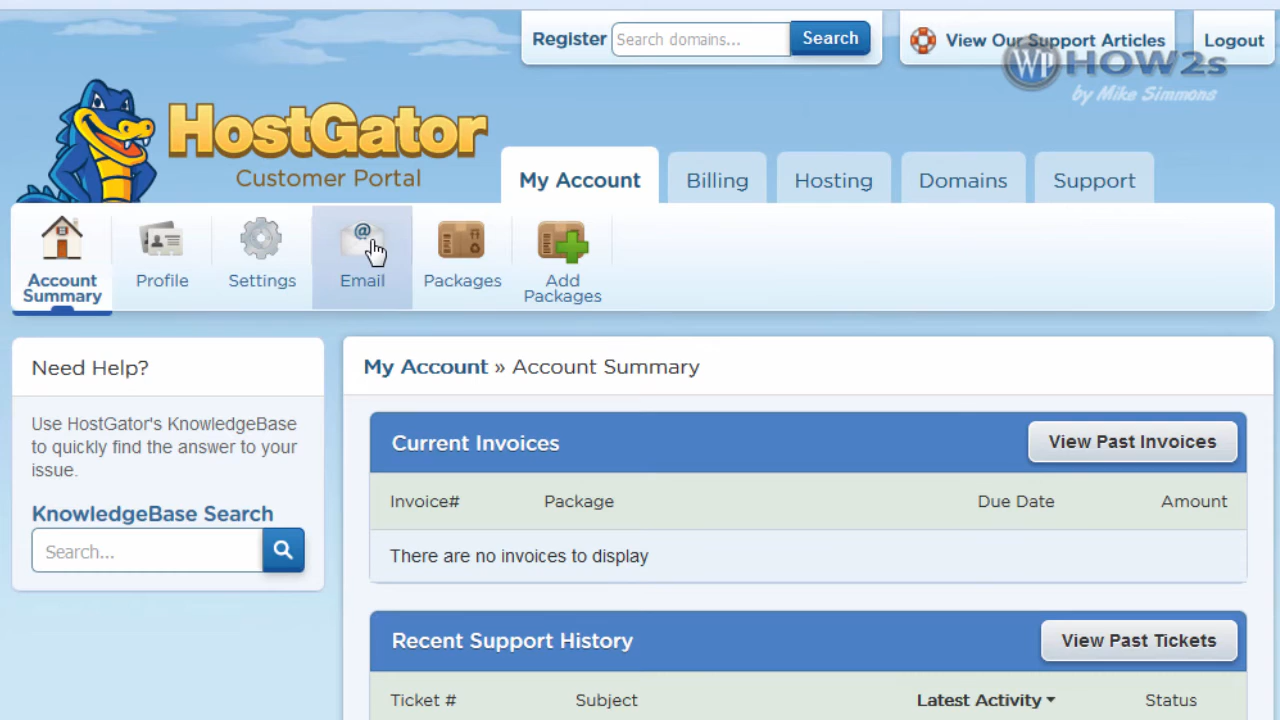 Register
Search domains...
Search
View Our Support Articles
Logout
WP HOW2s
by Mike Simmons
HostGator
Customer Portal
My Account
Billing
Hosting
Domains
Support
Account
Summary
Profile
Settings
@
Email
Packages
Add
Packages
Need Help?
Use HostGator's KnowledgeBase
to quickly find the answer to your
issue.
KnowledgeBase Search
Search...
My Account » Account Summary
Current Invoices
View Past Invoices
Invoice# Package Due Date Amount
There are no invoices to display
Recent Support History
View Past Tickets
Ticket # Subject Latest Activity Status